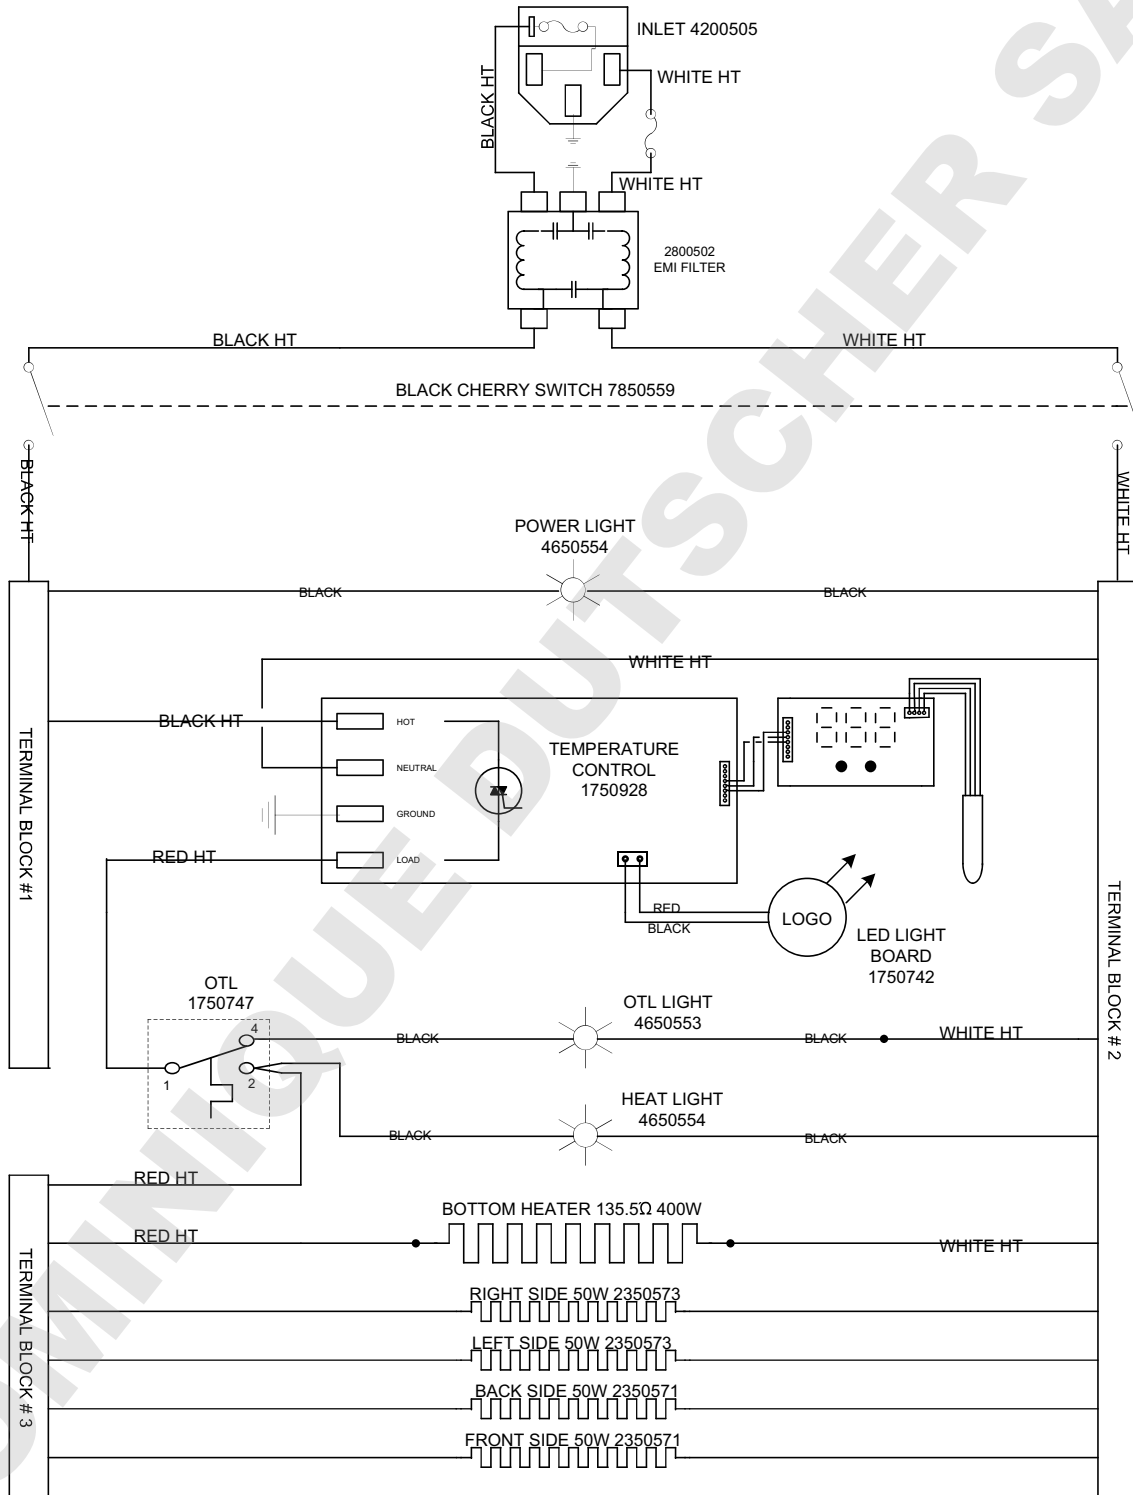 INLET 4200505
BLACK HT
WHITE HT
WHITE HT
2800502
EMI FILTER
BLACK HT
WHITE HT
BLACK CHERRY SWITCH 7850559
BLACK HT
WHITE HT
POWER LIGHT
4650554
BLACK
BLACK
WHITE HT
BLACK HT
HOT
NEUTRAL
GROUND
LOAD
TEMPERATURE
CONTROL
1750928
RED HT
TERMINAL BLOCK #1
RED
BLACK
LOGO
LED LIGHT
BOARD
1750742
TERMINAL BLOCK # 2
OTL
1750747
4
1
2
OTL LIGHT
4650553
BLACK
BLACK
WHITE HT
HEAT LIGHT
4650554
BLACK
BLACK
RED HT
BOTTOM HEATER 135.5Ω 400W
RED HT
WHITE HT
TERMINAL BLOCK # 3
RIGHT SIDE 50W 2350573
LEFT SIDE 50W 2350573
BACK SIDE 50W 2350571
FRONT SIDE 50W 2350571
OMINIQUE DUTSCHER SA